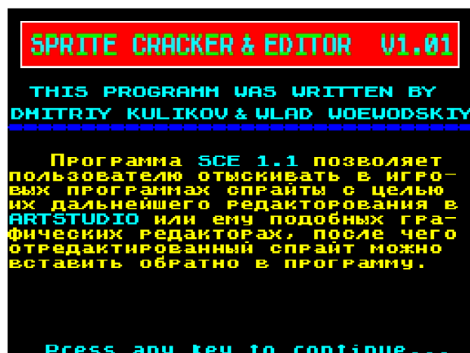 SPRITE CRACKER & EDITOR V1.01
THIS PROGRAMM WAS WRITTEN BY
DMITRIY KULIKOV & WLAD WOEWODSKIY
Программа SCE 1.1 позволяет
пользователю отыскивать в игро-
вых программах спрайты с целью
их дальнейшего редакторования в
ARTSTUDIO или ему подобных гра-
фических редакторах, после чего
отредактированный спрайт можно
вставить обратно в программу.
Press any key to continue...